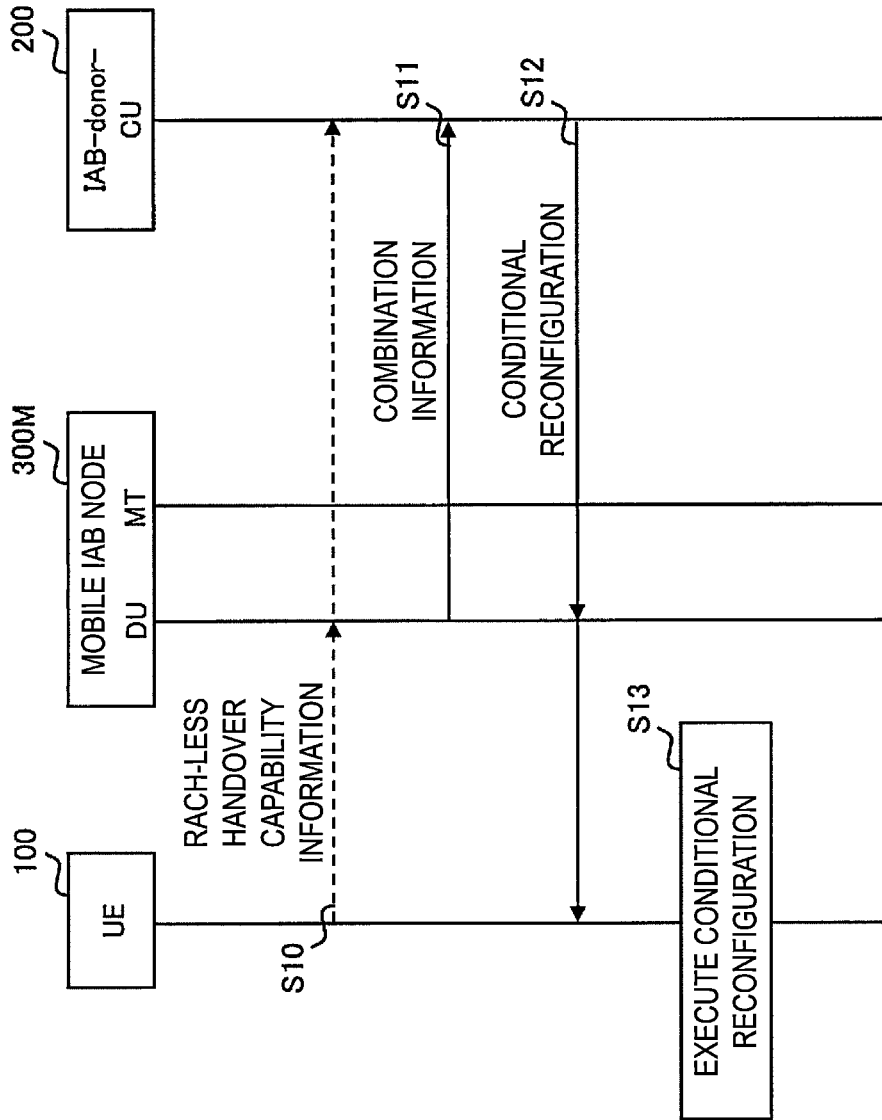 100
UE
300M
MOBILE IAB NODE
DU
MT
200
IAB-donor-
CU
S10
RACH-LESS
HANDOVER
CAPABILITY
INFORMATION
COMBINATION
INFORMATION
S11
CONDITIONAL
RECONFIGURATION
S12
S13
EXECUTE CONDITIONAL
RECONFIGURATION